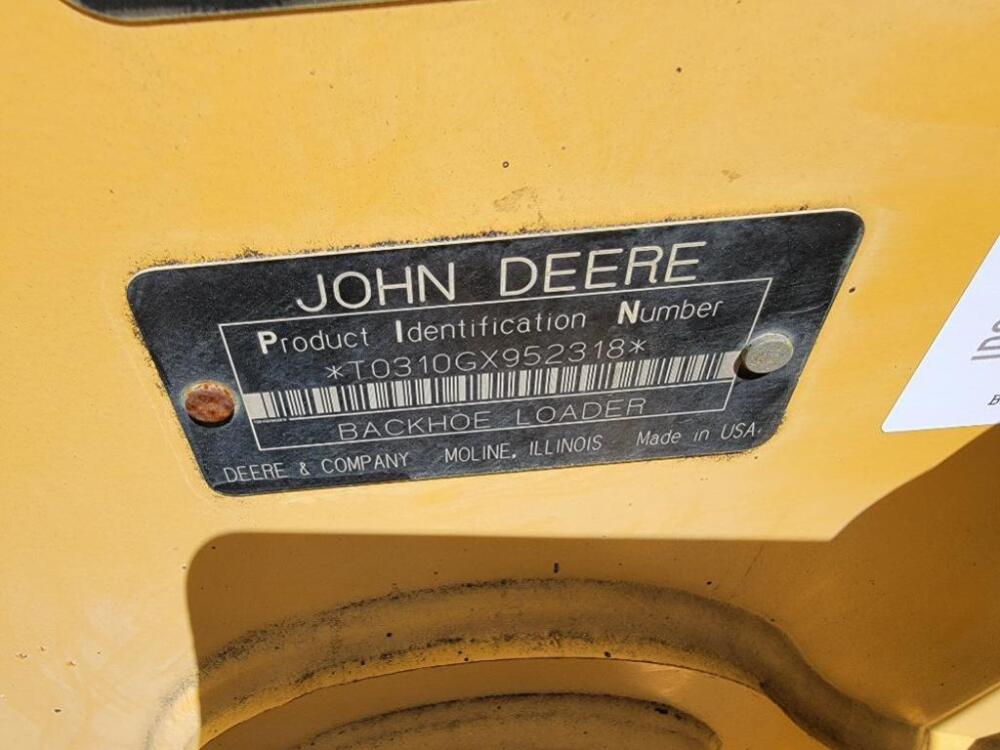 JOHN DEERE
Product Identification Number
*T0310GX952318*
BACKHOE LOADER
DEERE & COMPANY MOLINE, ILLINOIS Made in USA